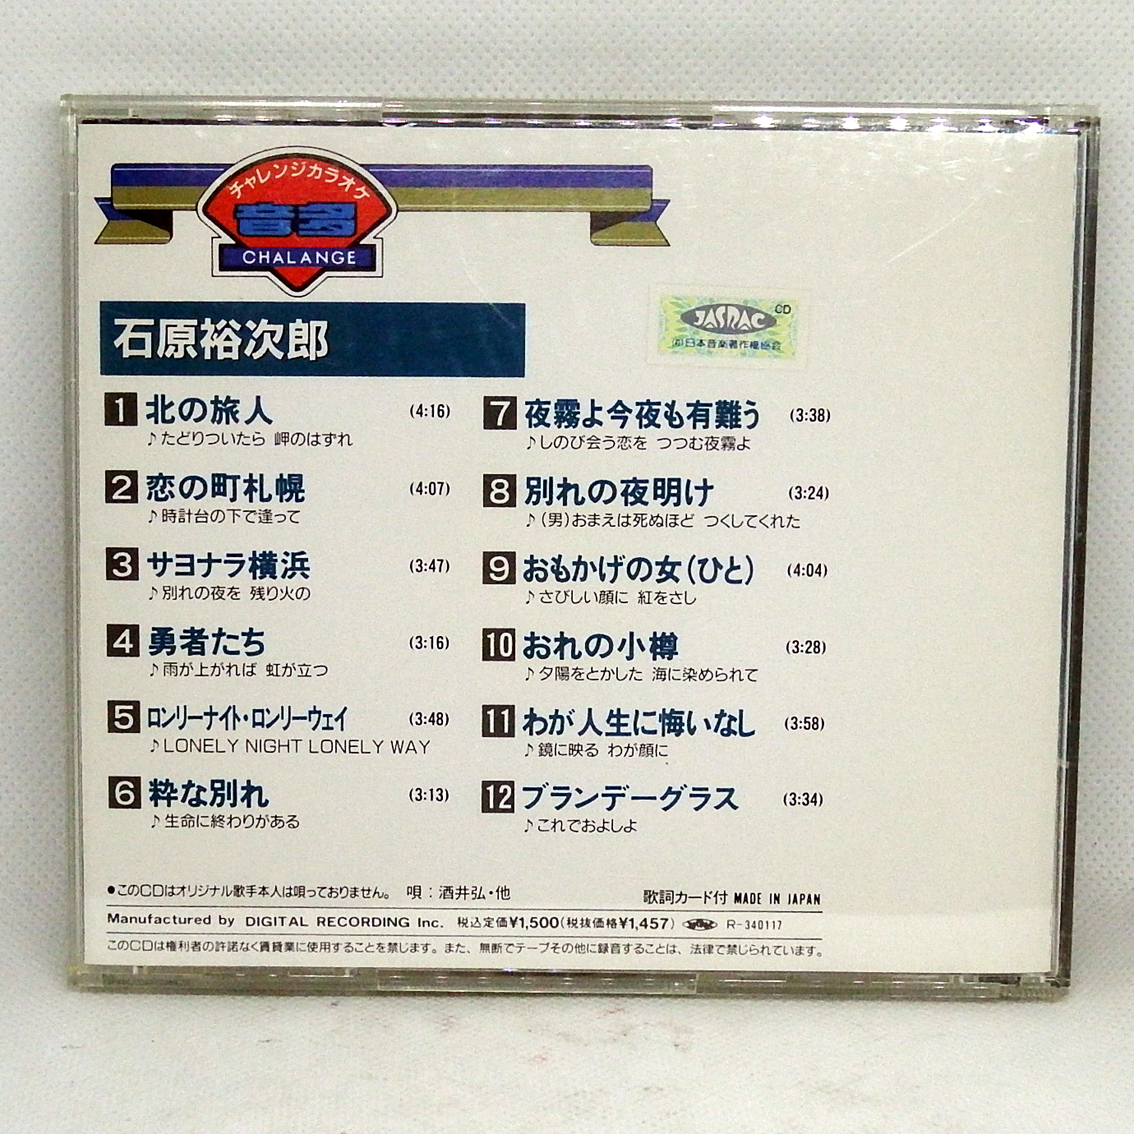 チャレンジカラオケ
音多
CHALANGE
石原裕次郎
JASRAC
CD
(社)日本音楽著作権協会
1 北の旅人 (4:16)
♪たどりついたら 岬のはずれ
2 恋の町札幌 (4:07)
♪時計台の下で逢って
3 サヨナラ横浜 (3:47)
♪別れの夜を 残り火の
4 勇者たち (3:16)
♪雨が上がれば 虹が立つ
5 ロンリーナイト・ロンリーウェイ (3:48)
♪LONELY NIGHT LONELY WAY
6 粋な別れ (3:13)
♪生命に終わりがある
7 夜霧よ今夜も有難う (3:38)
♪しのび会う恋を つつむ夜霧よ
8 別れの夜明け (3:24)
♪(男)おまえは死ぬほど つくしてくれた
9 おもかげの女(ひと) (4:04)
♪さびしい顔に 紅をさし
10 おれの小樽 (3:28)
♪夕陽をとかした 海に染められて
11 わが人生に悔いなし (3:58)
♪鏡に映る わが顔に
12 ブランデーグラス (3:34)
♪これでおよしよ
●このCDはオリジナル歌手本人は唄っておりません。 唄:酒井弘・他 歌詞カード付 MADE IN JAPAN
Manufactured by DIGITAL RECORDING Inc. 税込定価¥1,500(税抜価格¥1,457) JASRAC R-340117
このCDは権利者の許諾なく賃貸業に使用することを禁じます。また、無断でテープその他に録音することは、法律で禁じられています。